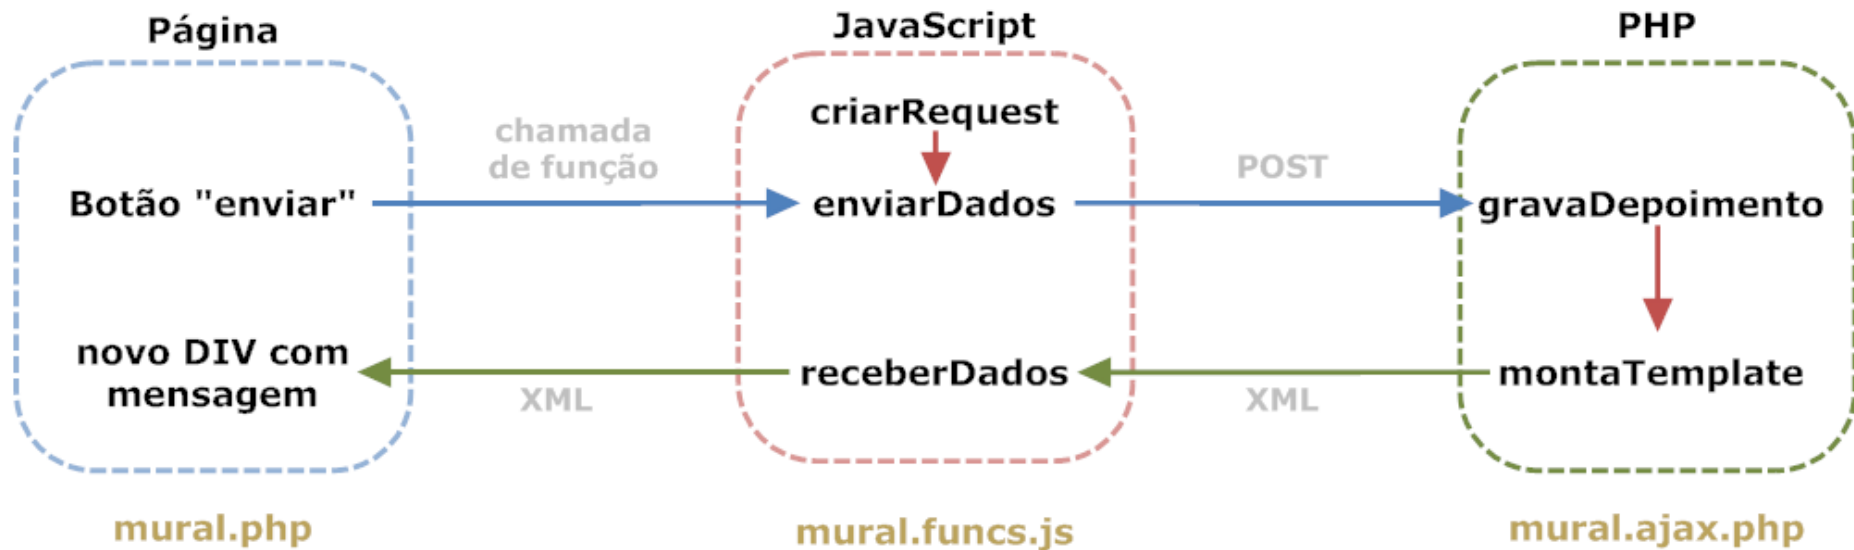 Página
JavaScript
PHP
criarRequest
chamada
de função
POST
Botão "enviar"
enviarDados
gravaDepoimento
novo DIV com
mensagem
receberDados
montaTemplate
XML
XML
mural.php
mural.funcs.js
mural.ajax.php